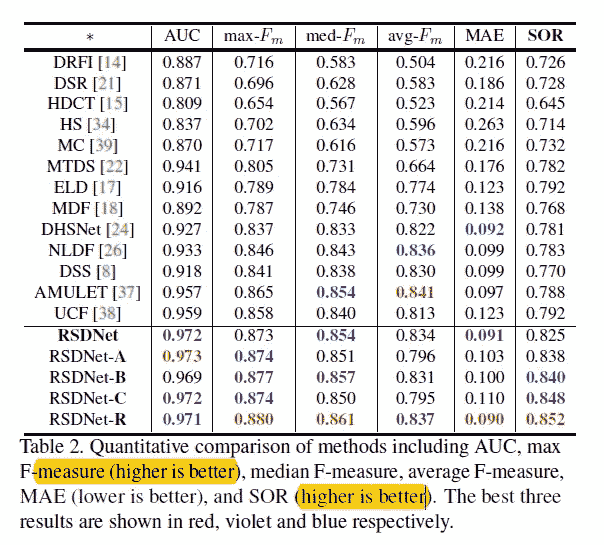 * AUC max-Fm med-Fm avg-Fm MAE SOR
DRFI [14] 0.887 0.716 0.583 0.504 0.216 0.726
DSR [21] 0.871 0.696 0.628 0.583 0.186 0.728
HDCT [15] 0.809 0.654 0.567 0.523 0.214 0.645
HS [34] 0.837 0.702 0.634 0.596 0.263 0.714
MC [39] 0.870 0.717 0.616 0.573 0.216 0.732
MTDS [22] 0.941 0.805 0.731 0.664 0.176 0.782
ELD [17] 0.916 0.789 0.784 0.774 0.123 0.792
MDF [18] 0.892 0.787 0.746 0.730 0.138 0.768
DHSNet [24] 0.927 0.837 0.833 0.822 0.092 0.781
NLDF [26] 0.933 0.846 0.843 0.836 0.099 0.783
DSS [8] 0.918 0.841 0.838 0.830 0.099 0.770
AMULET [37] 0.957 0.865 0.854 0.841 0.097 0.788
UCF [38] 0.959 0.858 0.840 0.813 0.123 0.792
RSDNet 0.972 0.873 0.854 0.834 0.091 0.825
RSDNet-A 0.973 0.874 0.851 0.796 0.103 0.838
RSDNet-B 0.969 0.877 0.857 0.831 0.100 0.840
RSDNet-C 0.972 0.874 0.850 0.795 0.110 0.848
RSDNet-R 0.971 0.880 0.861 0.837 0.090 0.852
Table 2. Quantitative comparison of methods including AUC, max
F-measure (higher is better), median F-measure, average F-measure,
MAE (lower is better), and SOR (higher is better). The best three
results are shown in red, violet and blue respectively.